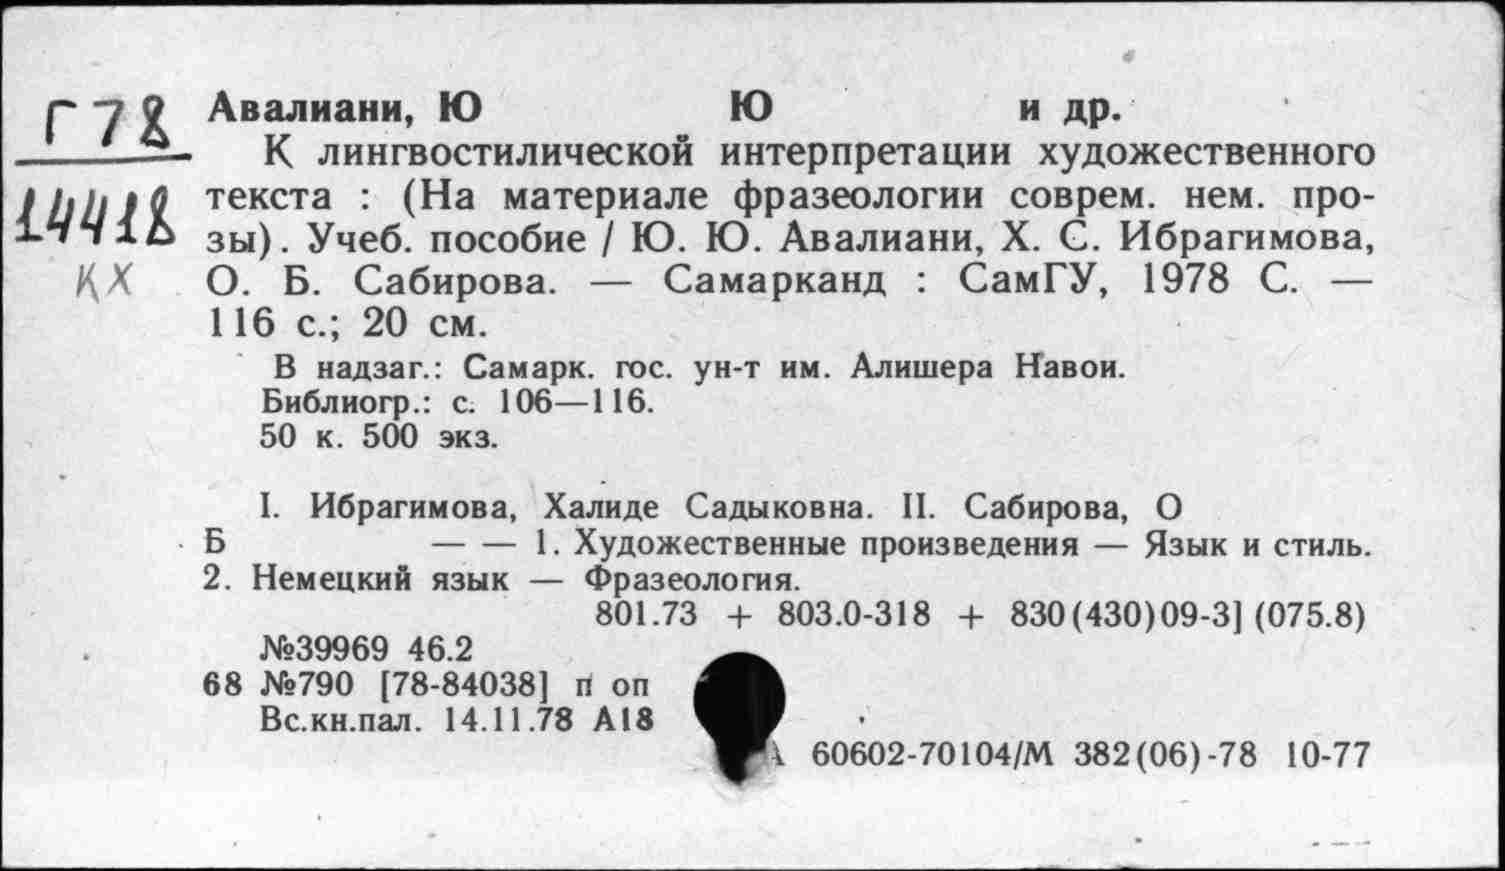 Г78
14418
КХ
Авалиани, Ю Ю и др.
К лингвостилической интерпретации художественного
текста : (На материале фразеологии соврем. нем. про-
зы). Учеб. пособие / Ю. Ю. Авалиани, Х. С. Ибрагимова,
О. Б. Сабирова. — Самарканд : СамГУ, 1978 С. —
116 с.; 20 см.
В надзаг.: Самарк. гос. ун-т им. Алишера Навои.
Библиогр.: с. 106—116.
50 к. 500 экз.
I. Ибрагимова, Халиде Садыковна. II. Сабирова, О
Б — — 1. Художественные произведения — Язык и стиль.
2. Немецкий язык — Фразеология.
801.73 + 803.0-318 + 830(430)09-3] (075.8)
№39969 46.2
68 №790 [78-84038] п оп
Вс.кн.пал. 14.11.78 А18
60602-70104/М 382(06)-78 10-77